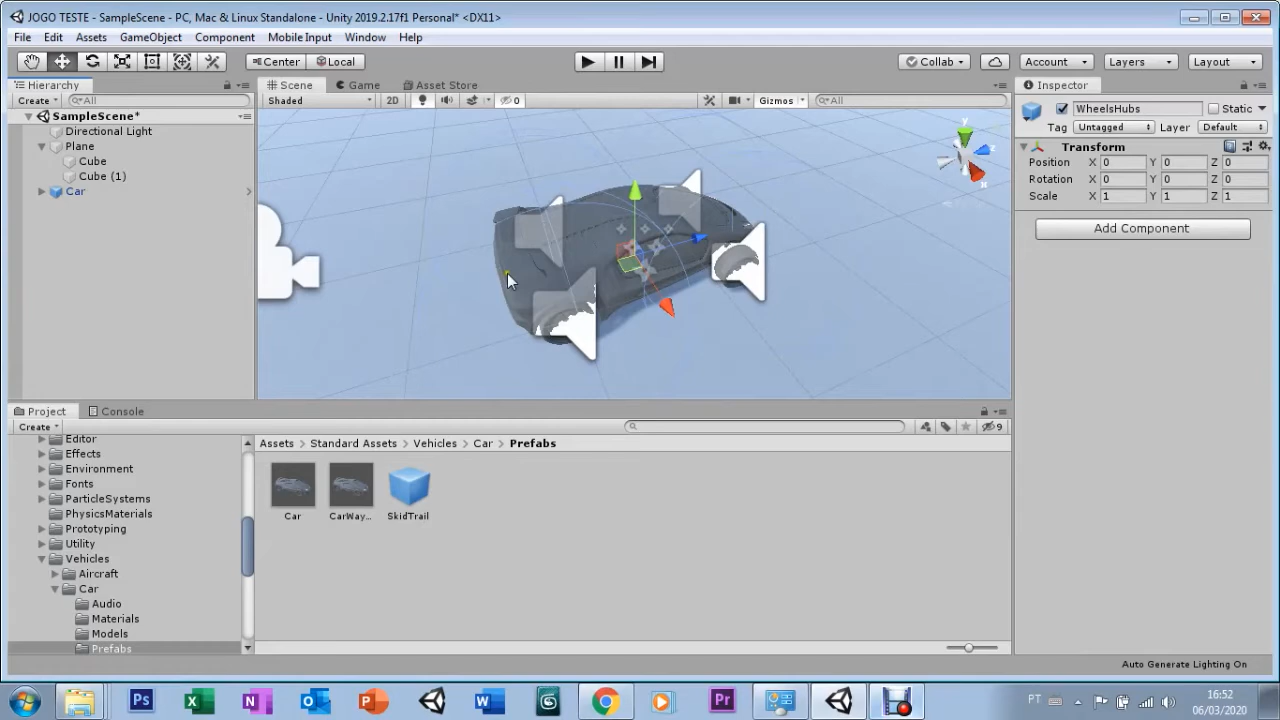 JOGO TESTE - SampleScene - PC, Mac & Linux Standalone - Unity 2019.2.17f1 Personal* <DX11>
File Edit Assets GameObject Component Mobile Input Window Help
Center Local Collab Account Layers Layout
Hierarchy Scene Game Asset Store Inspector
Create All Shaded 2D 0 Gizmos All
SampleScene*
Directional Light
Plane
Cube
Cube (1)
Car
y
z
x
WheelsHubs Static
Tag Untagged Layer Default
Transform
Position X 0 Y 0 Z 0
Rotation X 0 Y 0 Z 0
Scale X 1 Y 1 Z 1
Add Component
Project Console
Create 9
Editor
Effects
Environment
Fonts
ParticleSystems
PhysicsMaterials
Prototyping
Utility
Vehicles
Aircraft
Car
Audio
Materials
Models
Prefabs
Assets Standard Assets Vehicles Car Prefabs
Car CarWay... SkidTrail
Auto Generate Lighting On
Ps N W Pr PT 16:52
06/03/2020